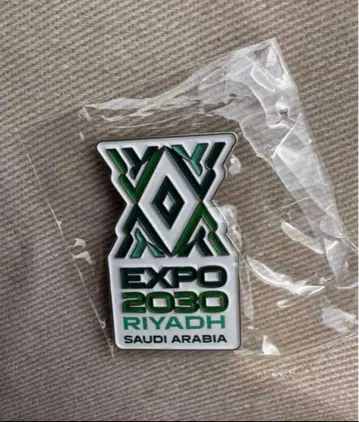 EXPO
2030
RIYADH
SAUDI ARABIA